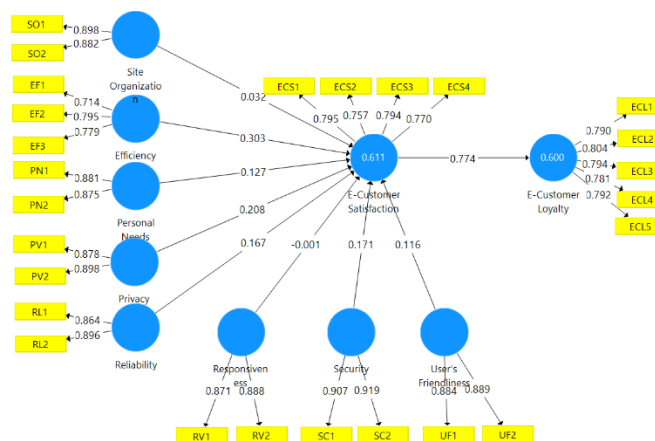 SO1
0.898
SO2
0.882
Site
Organizatio
n
EF1
0.714
EF2
0.795
EF3
0.779
Efficiency
PN1
0.881
PN2
0.875
Personal
Needs
PV1
0.878
PV2
0.898
Privacy
RL1
0.864
RL2
0.896
Reliability
0.032
0.303
0.127
0.208
0.167
-0.001
0.171
0.116
ECS1
ECS2
ECS3
ECS4
0.795
0.757
0.794
0.770
0.611
E-Customer
Satisfaction
0.774
0.600
E-Customer
Loyalty
ECL1
0.790
ECL2
0.804
ECL3
0.794
ECL4
0.781
ECL5
0.792
Responsiven
ess
0.871
0.888
RV1
RV2
Security
0.907
0.919
SC1
SC2
User's
Friendliness
0.884
0.889
UF1
UF2